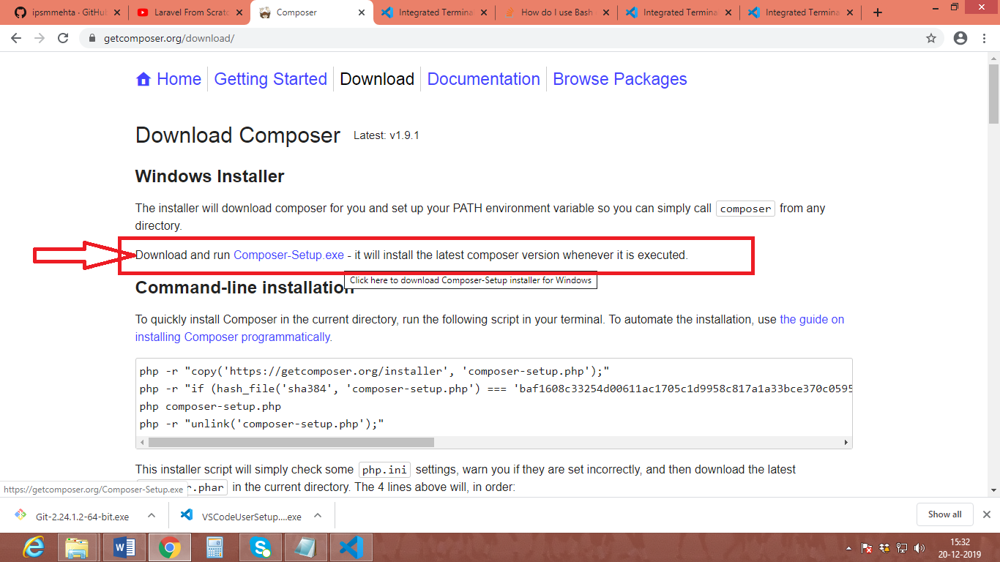 ipsmmehta · GitHub
Laravel From Scratc
Composer
Integrated Termina
How do I use Bash
Integrated Termina
Integrated Termina
getcomposer.org/download/
Home
Getting Started
Download
Documentation
Browse Packages
Download Composer Latest: v1.9.1
Windows Installer
The installer will download composer for you and set up your PATH environment variable so you can simply call composer from any
directory.
Download and run Composer-Setup.exe - it will install the latest composer version whenever it is executed.
Click here to download Composer-Setup installer for Windows
Command-line installation
To quickly install Composer in the current directory, run the following script in your terminal. To automate the installation, use the guide on
installing Composer programmatically.
php -r "copy('https://getcomposer.org/installer', 'composer-setup.php');"
php -r "if (hash_file('sha384', 'composer-setup.php') === 'baf1608c33254d00611ac1705c1d9958c817a1a33bce370c0595
php composer-setup.php
php -r "unlink('composer-setup.php');"
This installer script will simply check some php.ini settings, warn you if they are set incorrectly, and then download the latest
r.phar in the current directory. The 4 lines above will, in order:
https://getcomposer.org/Composer-Setup.exe
Git-2.24.1.2-64-bit.exe
VSCodeUserSetup....exe
Show all
15:32
20-12-2019